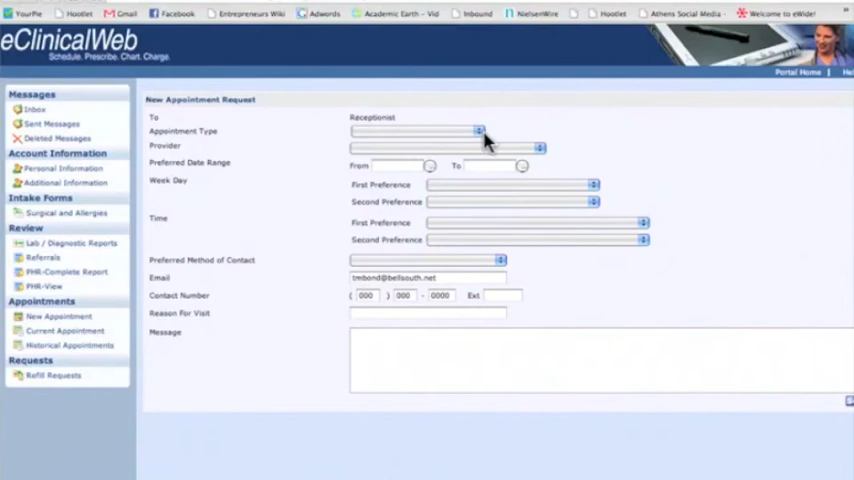 YourPie Hootlet Gmail Facebook Entrepreneurs Wiki Adwords Academic Earth - Vid Inbound NielsenWire Hootlet Athens Social Media - Welcome to eWide!
eClinicalWeb
Schedule. Prescribe. Chart. Charge.
Portal Home | Hel
Messages
Inbox
Sent Messages
Deleted Messages
Account Information
Personal Information
Additional Information
Intake Forms
Surgical and Allergies
Review
Lab / Diagnostic Reports
Referrals
PHR-Complete Report
PHR-View
Appointments
New Appointment
Current Appointment
Historical Appointments
Requests
Refill Requests
New Appointment Request
To Receptionist
Appointment Type
Provider
Preferred Date Range From To
Week Day First Preference
Second Preference
Time First Preference
Second Preference
Preferred Method of Contact
Email tmbond@bellsouth.net
Contact Number ( 000 ) 000 - 0000 Ext
Reason For Visit
Message